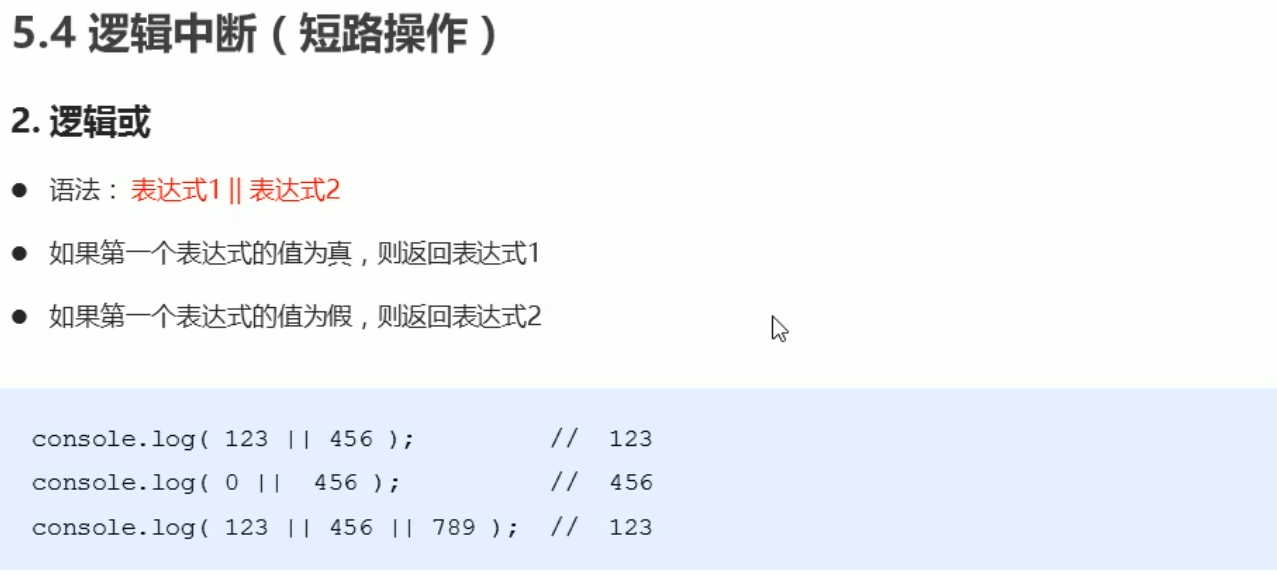 5.4 逻辑中断（短路操作）
2. 逻辑或
● 语法：表达式1 || 表达式2
● 如果第一个表达式的值为真，则返回表达式1
● 如果第一个表达式的值为假，则返回表达式2
console.log( 123 || 456 ); // 123
console.log( 0 || 456 ); // 456
console.log( 123 || 456 || 789 ); // 123